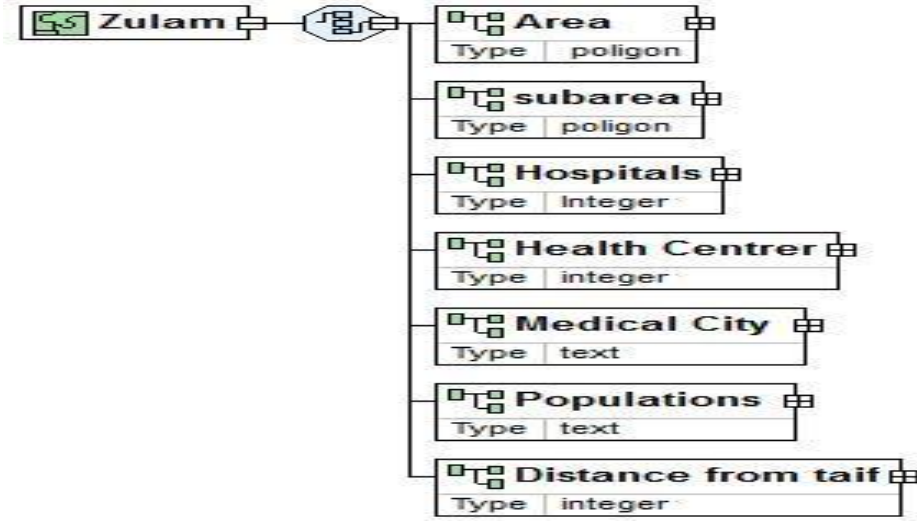 Zulam
Area
Type poligon
subarea
Type poligon
Hospitals
Type Integer
Health Centrer
Type integer
Medical City
Type text
Populations
Type text
Distance from taif
Type integer